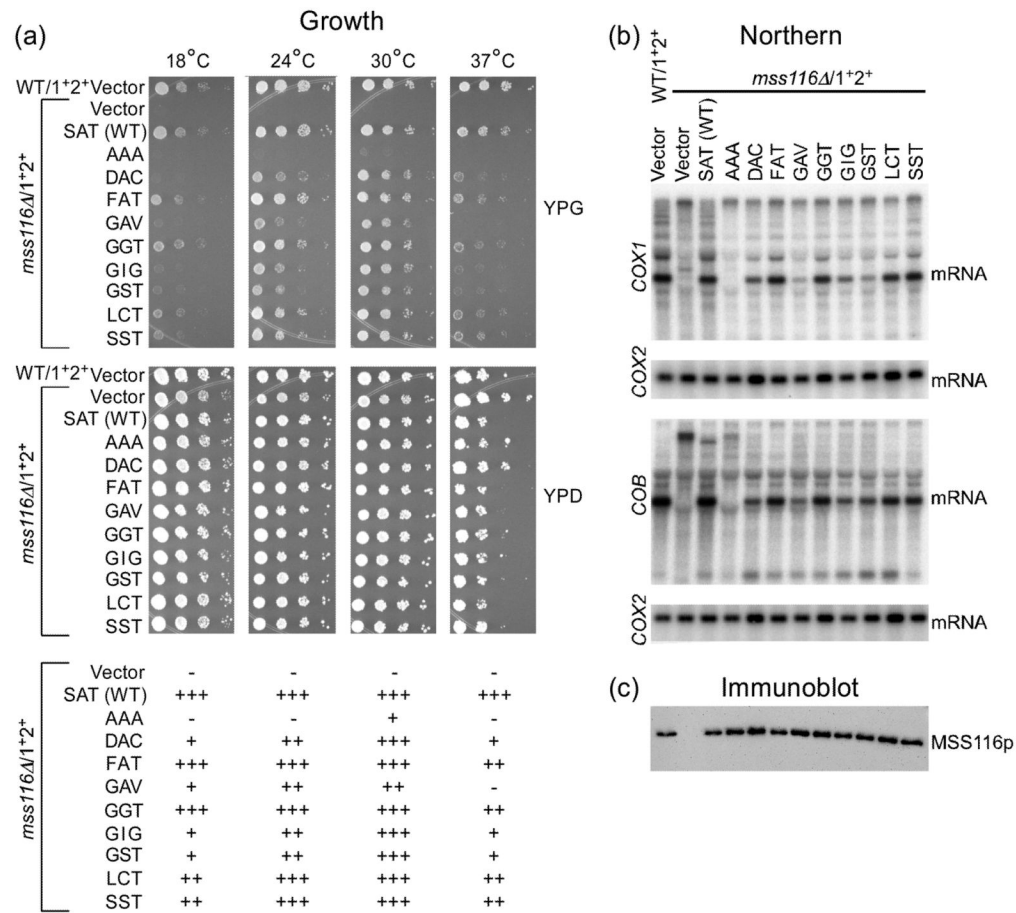 (a)
Growth
18°C 24°C 30°C 37°C
WT/1+2+ Vector
Vector
SAT (WT)
AAA
DAC
FAT
GAV
GGT
GIG
GST
LCT
SST
mss116Δ/1+2+
YPG
WT/1+2+ Vector
Vector
SAT (WT)
AAA
DAC
FAT
GAV
GGT
GIG
GST
LCT
SST
mss116Δ/1+2+
YPD
Vector - - - -
SAT (WT) +++ +++ +++ +++
AAA - - + -
DAC + ++ +++ +
FAT +++ +++ +++ ++
GAV + ++ ++ -
GGT +++ +++ +++ ++
GIG + ++ +++ +
GST + ++ +++ +
LCT ++ +++ +++ ++
SST ++ +++ +++ ++
mss116Δ/1+2+
(b)
Northern
WT/1+2+
mss116Δ/1+2+
Vector
Vector
SAT (WT)
AAA
DAC
FAT
GAV
GGT
GIG
GST
LCT
SST
COX1
mRNA
COX2
mRNA
COB
mRNA
COX2
mRNA
(c)
Immunoblot
MSS116p